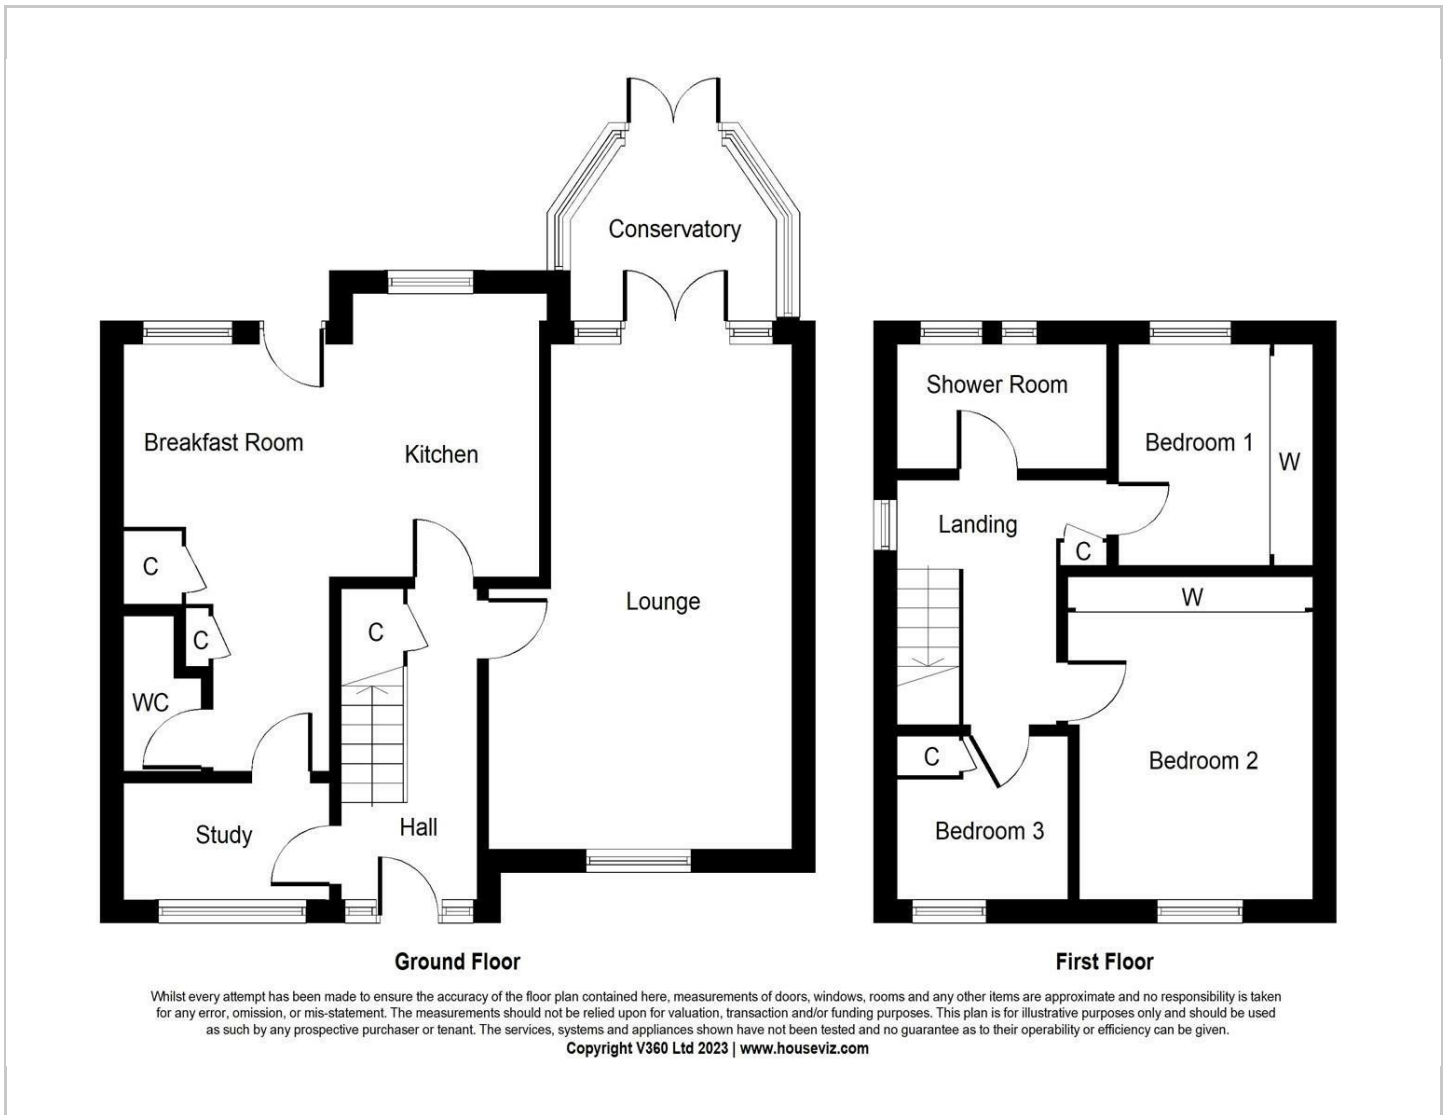 Conservatory
Breakfast Room
Kitchen
C
C
C
Lounge
WC
Study
Hall
Ground Floor
Shower Room
Bedroom 1
W
Landing
C
W
Bedroom 2
C
Bedroom 3
First Floor
Whilst every attempt has been made to ensure the accuracy of the floor plan contained here, measurements of doors, windows, rooms and any other items are approximate and no responsibility is taken
for any error, omission, or mis-statement. The measurements should not be relied upon for valuation, transaction and/or funding purposes. This plan is for illustrative purposes only and should be used
as such by any prospective purchaser or tenant. The services, systems and appliances shown have not been tested and no guarantee as to their operability or efficiency can be given.
Copyright V360 Ltd 2023 | www.houseviz.com